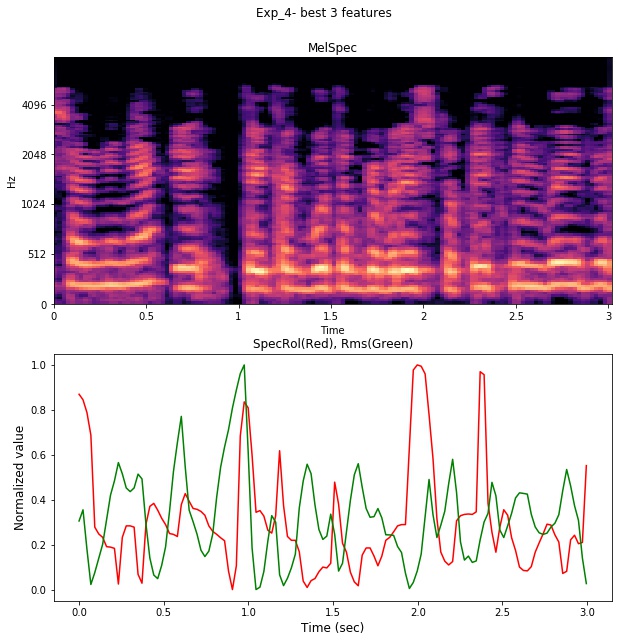 Exp_4- best 3 features
MelSpec
4096
2048
1024
512
0
Hz
0 0.5 1 1.5 2 2.5 3
Time
SpecRol(Red), Rms(Green)
1.0
0.8
0.6
0.4
0.2
0.0
Normalized value
0.0 0.5 1.0 1.5 2.0 2.5 3.0
Time (sec)